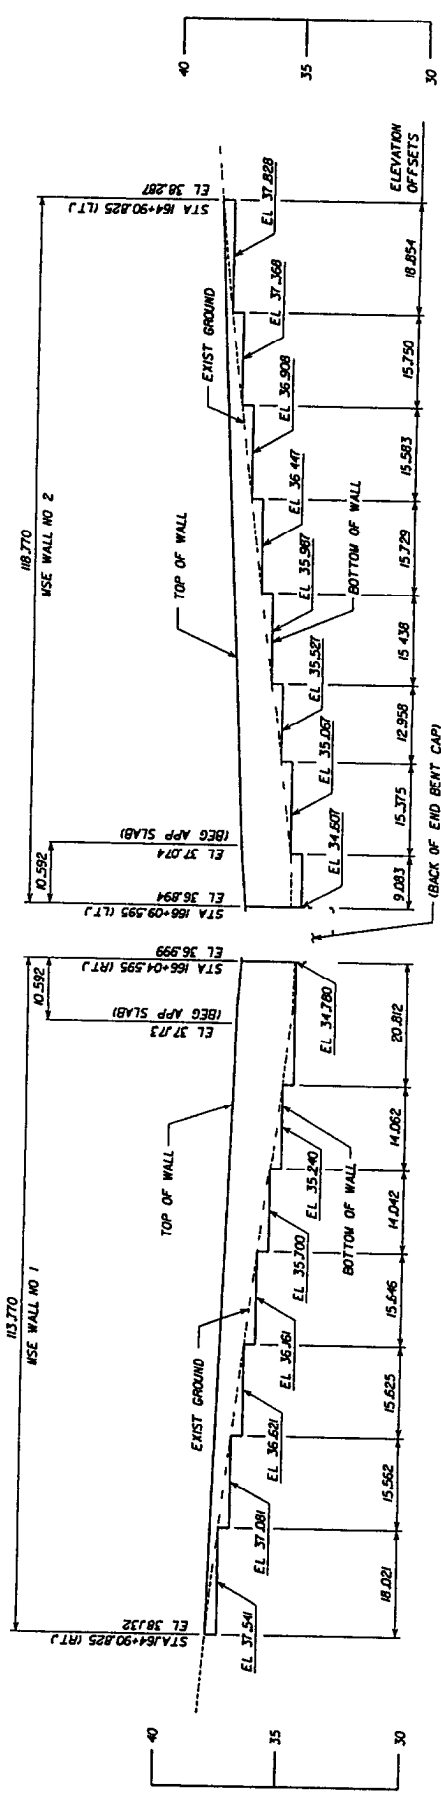 40
35
30
STA 164+90.825 (LT.)
EL 38.287
118.770
MSE WALL NO 2
TOP OF WALL
EXIST GROUND
EL 37.828
EL 37.368
EL 36.908
EL 36.447
EL 35.987
EL 35.527
EL 35.067
EL 34.607
BOTTOM OF WALL
ELEVATION
OFFSETS
18.854
15.750
15.583
15.729
15.438
12.958
15.375
9.083
10.592
EL 37.074
(BEG APP SLAB)
STA 166+09.595 (LT.)
EL 36.894
(BACK OF END BENT CAP)
STA 166+04.595 (RT.)
EL 36.999
10.592
EL 37.173
(BEG APP SLAB)
113.770
MSE WALL NO 1
TOP OF WALL
EXIST GROUND
BOTTOM OF WALL
EL 34.780
EL 35.240
EL 35.700
EL 36.161
EL 36.621
EL 37.081
EL 37.541
20.812
14.062
14.042
15.646
15.625
15.562
18.021
STA.164+90.825 (RT.)
EL 38.132
40
35
30